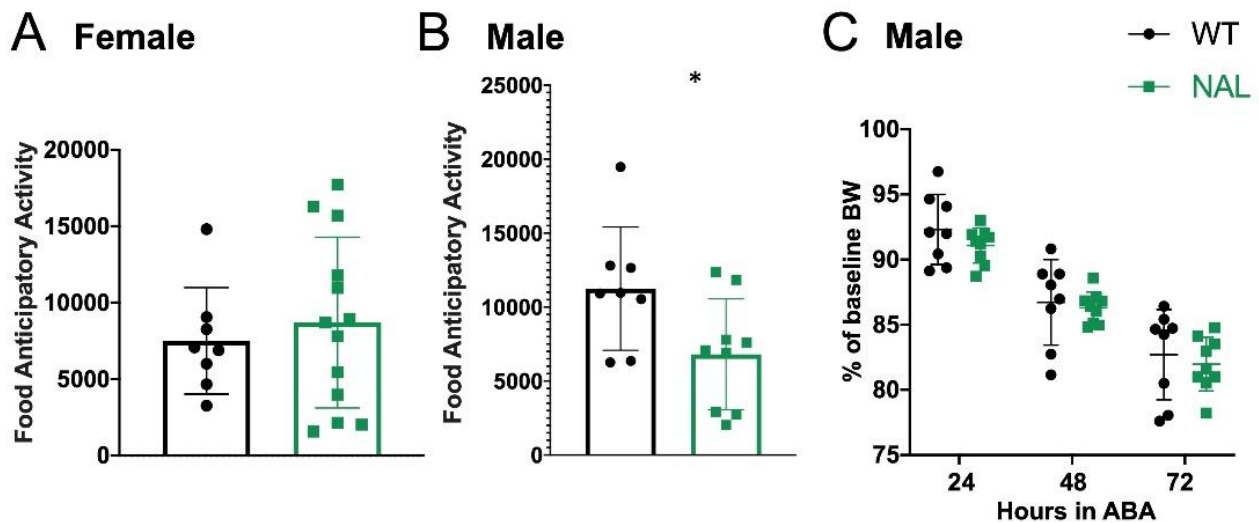 A Female
Food Anticipatory Activity
20000
15000
10000
5000
0
B Male
*
Food Anticipatory Activity
25000
20000
15000
10000
5000
0
C Male
WT
NAL
% of baseline BW
100
95
90
85
80
75
24 48 72
Hours in ABA